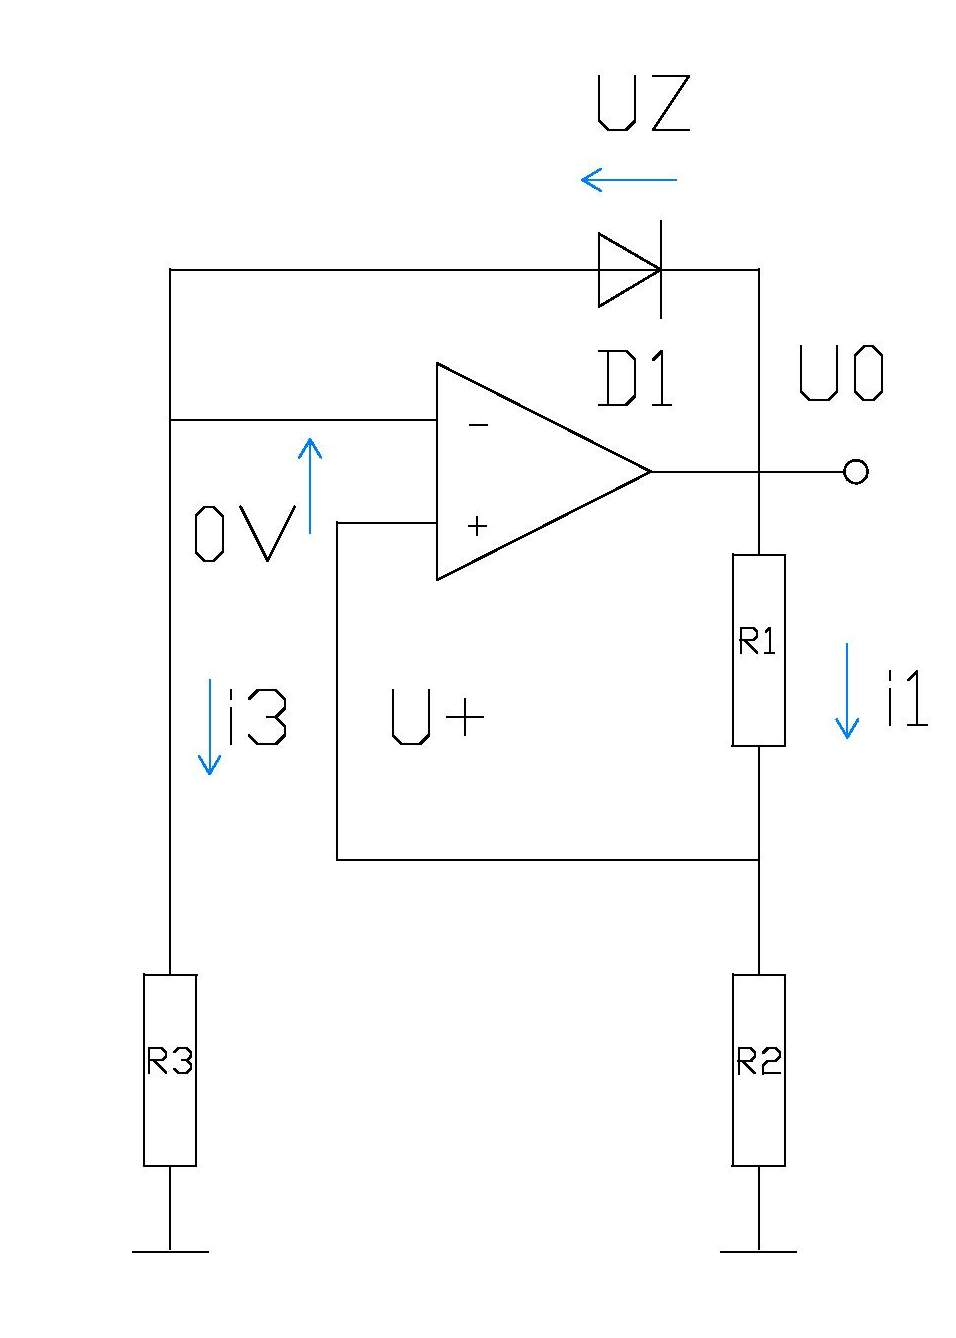 UZ
D1
U0
-
+
0V
R1
i1
i3
U+
R3
R2